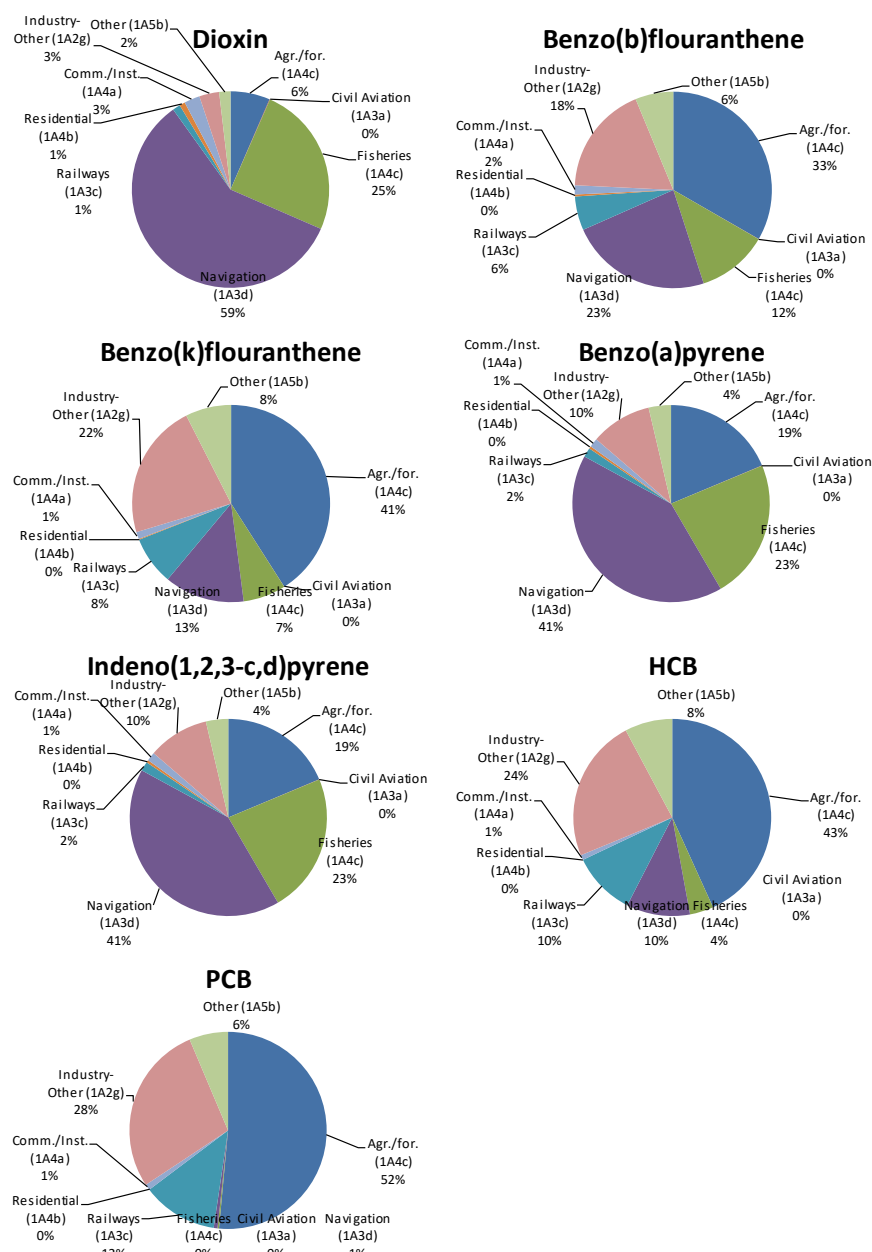 Dioxin
Industry-
Other (1A2g)
3%
Other (1A5b)
2%
Agr./for.
(1A4c)
6%
Civil Aviation
(1A3a)
0%
Fisheries
(1A4c)
25%
Navigation
(1A3d)
59%
Railways
(1A3c)
1%
Residential
(1A4b)
1%
Comm./Inst.
(1A4a)
3%
Benzo(b)flouranthene
Industry-
Other (1A2g)
18%
Other (1A5b)
6%
Agr./for.
(1A4c)
33%
Civil Aviation
(1A3a)
0%
Fisheries
(1A4c)
12%
Navigation
(1A3d)
23%
Railways
(1A3c)
6%
Residential
(1A4b)
0%
Comm./Inst.
(1A4a)
2%
Benzo(k)flouranthene
Industry-
Other (1A2g)
22%
Other (1A5b)
8%
Agr./for.
(1A4c)
41%
Civil Aviation
(1A3a)
0%
Fisheries
(1A4c)
7%
Navigation
(1A3d)
13%
Railways
(1A3c)
8%
Residential
(1A4b)
0%
Comm./Inst.
(1A4a)
1%
Benzo(a)pyrene
Comm./Inst.
(1A4a)
1%
Industry-
Other (1A2g)
10%
Other (1A5b)
4%
Agr./for.
(1A4c)
19%
Civil Aviation
(1A3a)
0%
Fisheries
(1A4c)
23%
Navigation
(1A3d)
41%
Railways
(1A3c)
2%
Residential
(1A4b)
0%
Indeno(1,2,3-c,d)pyrene
Comm./Inst.
(1A4a)
1%
Industry-
Other (1A2g)
10%
Other (1A5b)
4%
Agr./for.
(1A4c)
19%
Civil Aviation
(1A3a)
0%
Fisheries
(1A4c)
23%
Navigation
(1A3d)
41%
Railways
(1A3c)
2%
Residential
(1A4b)
0%
HCB
Industry-
Other (1A2g)
24%
Other (1A5b)
8%
Agr./for.
(1A4c)
43%
Civil Aviation
(1A3a)
0%
Fisheries
(1A4c)
4%
Navigation
(1A3d)
10%
Railways
(1A3c)
10%
Residential
(1A4b)
0%
Comm./Inst.
(1A4a)
1%
PCB
Other (1A5b)
6%
Industry-
Other (1A2g)
28%
Agr./for.
(1A4c)
52%
Comm./Inst.
(1A4a)
1%
Residential
(1A4b)
0%
Railways
(1A3c)
Fisheries
(1A4c)
Civil Aviation
(1A3a)
Navigation
(1A3d)